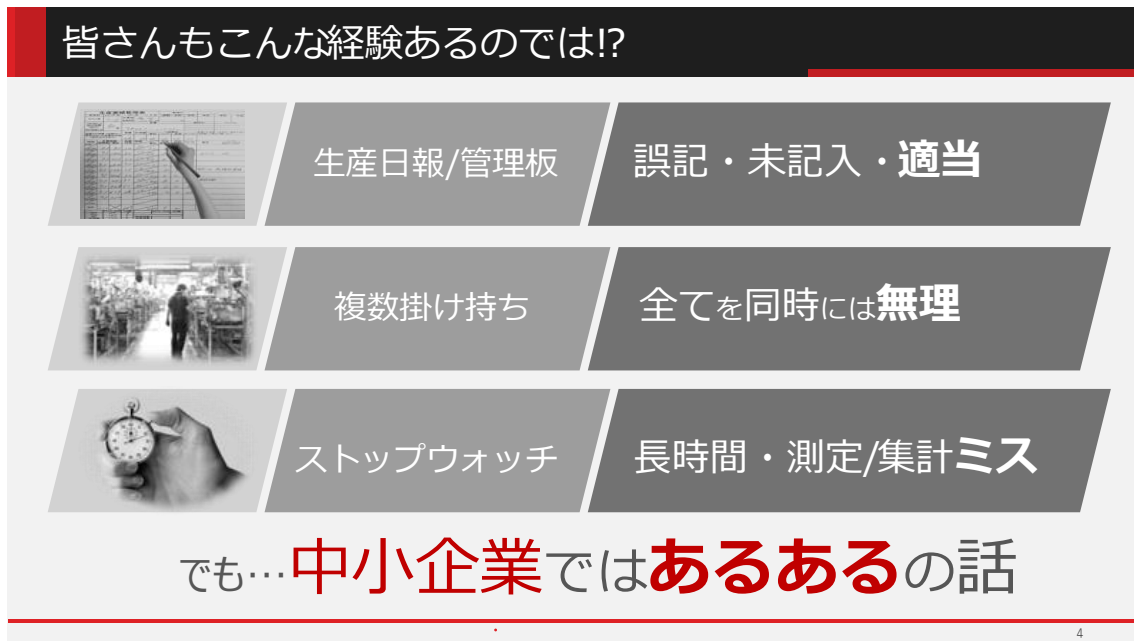 皆さんもこんな経験あるのでは!?
生産日報/管理板
誤記・未記入・適当
複数掛け持ち
全てを同時には無理
ストップウォッチ
長時間・測定/集計ミス
でも…中小企業ではあるあるの話
4